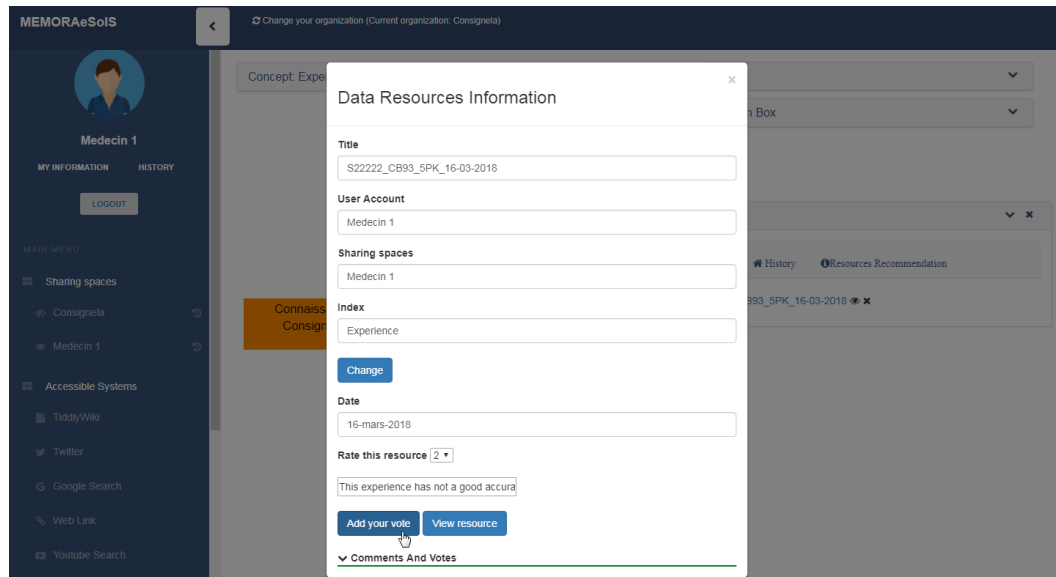 MEMORAeSoIS
Change your organization (Current organization: Consignela)
Medecin 1
MY INFORMATION HISTORY
LOGOUT
MAIN MENU
Sharing spaces
Consignela
Medecin 1
Accessible Systems
TiddlyWiki
Twitter
Google Search
Web Link
Youtube Search
Concept: Expe
Box
History Resources Recommendation
B93_5PK_16-03-2018
Connaiss
Consign
×
Data Resources Information
Title
S22222_CB93_5PK_16-03-2018
User Account
Medecin 1
Sharing spaces
Medecin 1
Index
Experience
Change
Date
16-mars-2018
Rate this resource 2
This experience has not a good accura
Add your vote View resource
Comments And Votes